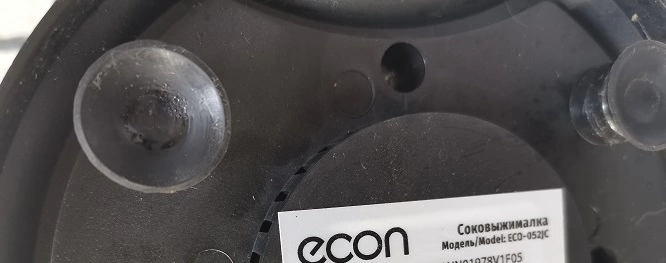 econ
Соковыжималка
Модель/Model: ECO-052JC